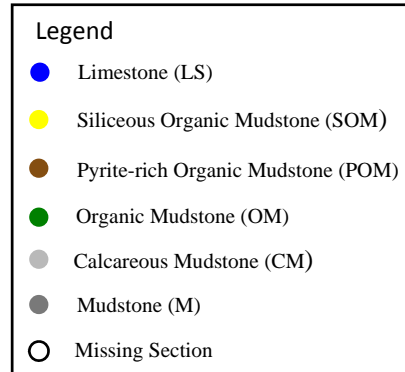 Legend
Limestone (LS)
Siliceous Organic Mudstone (SOM)
Pyrite-rich Organic Mudstone (POM)
Organic Mudstone (OM)
Calcareous Mudstone (CM)
Mudstone (M)
Missing Section